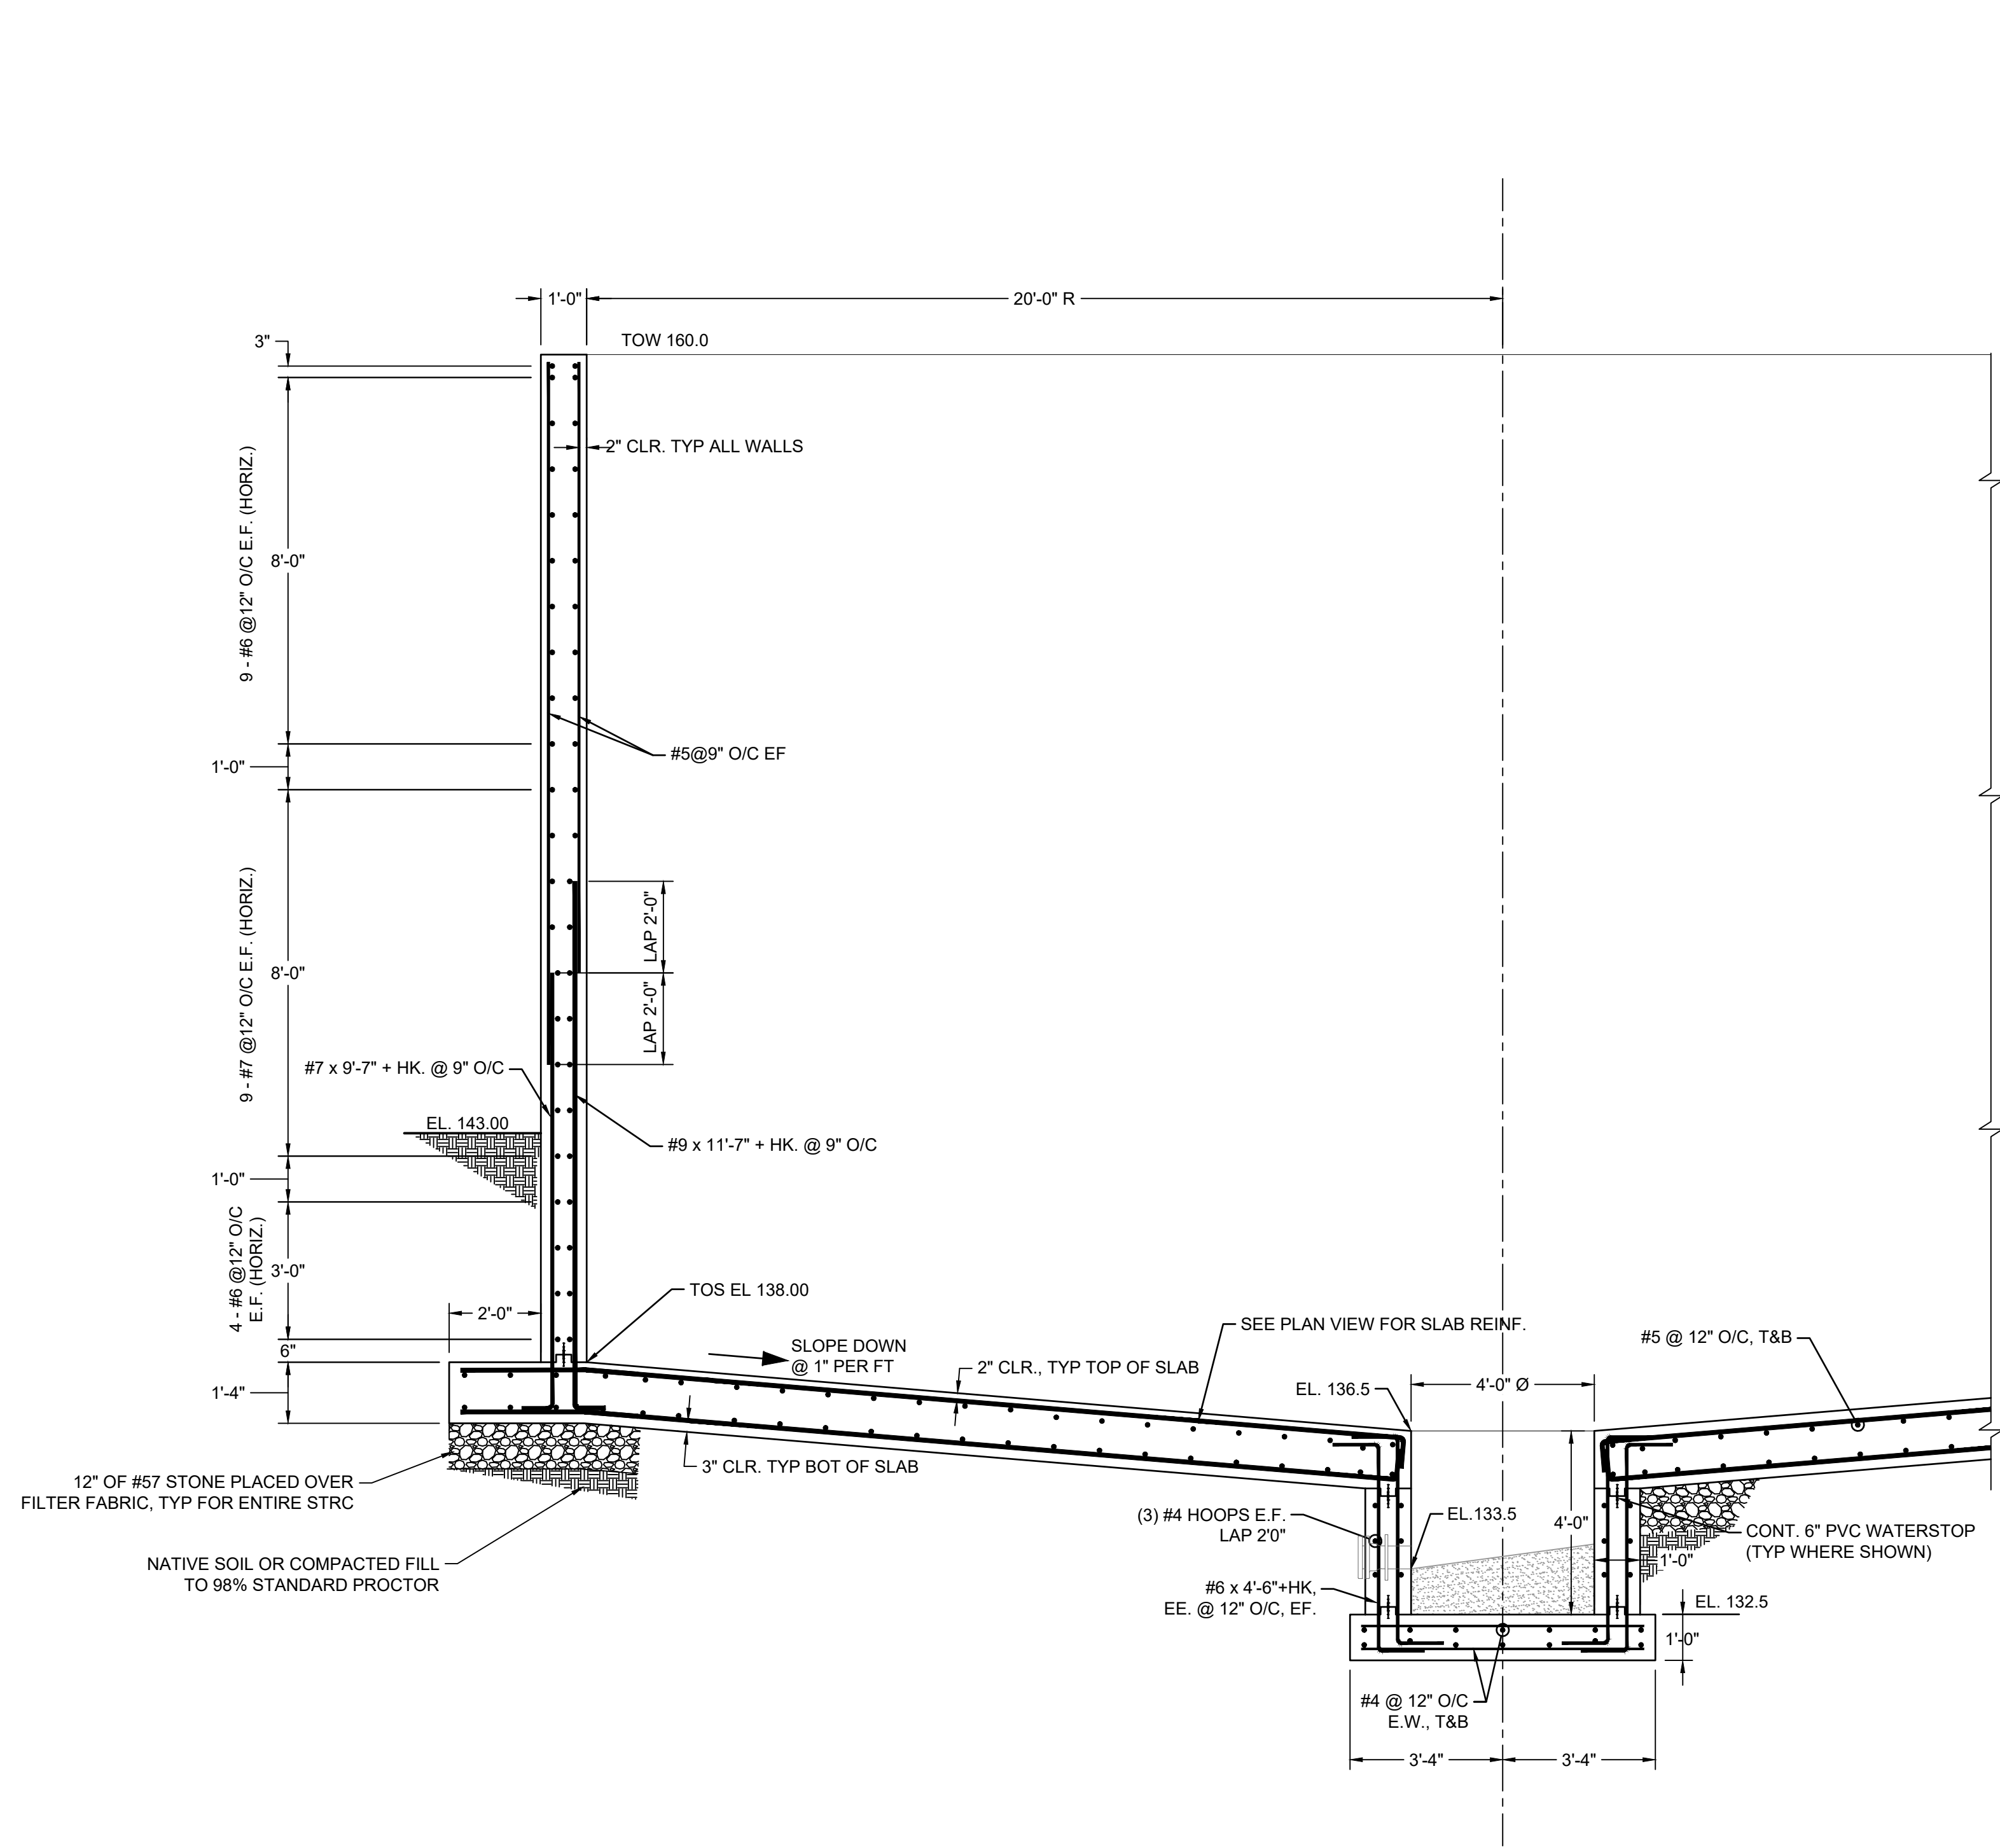 1'-0"
20'-0" R
3"
TOW 160.0
2" CLR. TYP ALL WALLS
9 - #6 @12" O/C E.F. (HORIZ.)
8'-0"
#5@9" O/C EF
1'-0"
LAP 2'-0"
9 - #7 @12" O/C E.F. (HORIZ.)
8'-0"
LAP 2'-0"
#7 x 9'-7" + HK. @ 9" O/C
EL. 143.00
#9 x 11'-7" + HK. @ 9" O/C
1'-0"
4 - #6 @12" O/C
E.F. (HORIZ.)
3'-0"
TOS EL 138.00
2'-0"
SEE PLAN VIEW FOR SLAB REINF.
#5 @ 12" O/C, T&B
6"
SLOPE DOWN
@ 1" PER FT
2" CLR., TYP TOP OF SLAB
EL. 136.5
4'-0" Ø
1'-4"
3" CLR. TYP BOT OF SLAB
12" OF #57 STONE PLACED OVER
FILTER FABRIC, TYP FOR ENTIRE STRC
(3) #4 HOOPS E.F.
LAP 2'0"
EL.133.5
4'-0"
CONT. 6" PVC WATERSTOP
(TYP WHERE SHOWN)
1'-0"
NATIVE SOIL OR COMPACTED FILL
TO 98% STANDARD PROCTOR
#6 x 4'-6"+HK,
EE. @ 12" O/C, EF.
EL. 132.5
1'-0"
#4 @ 12" O/C
E.W., T&B
3'-4"
3'-4"